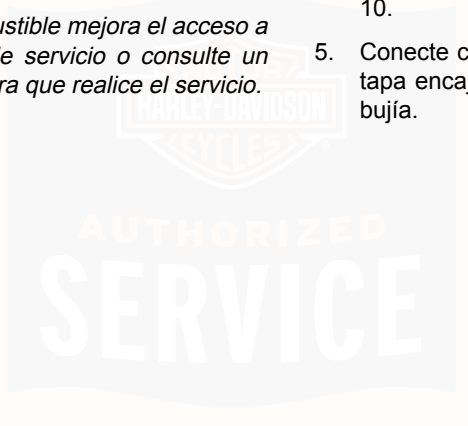 ustible mejora el acceso a
le servicio o consulte un
ra que realice el servicio.
10.
5. Conecte c
tapa encaj
bujía.
HARLEY-DAVIDSON
CYCLES
AUTHORIZED
SERVICE